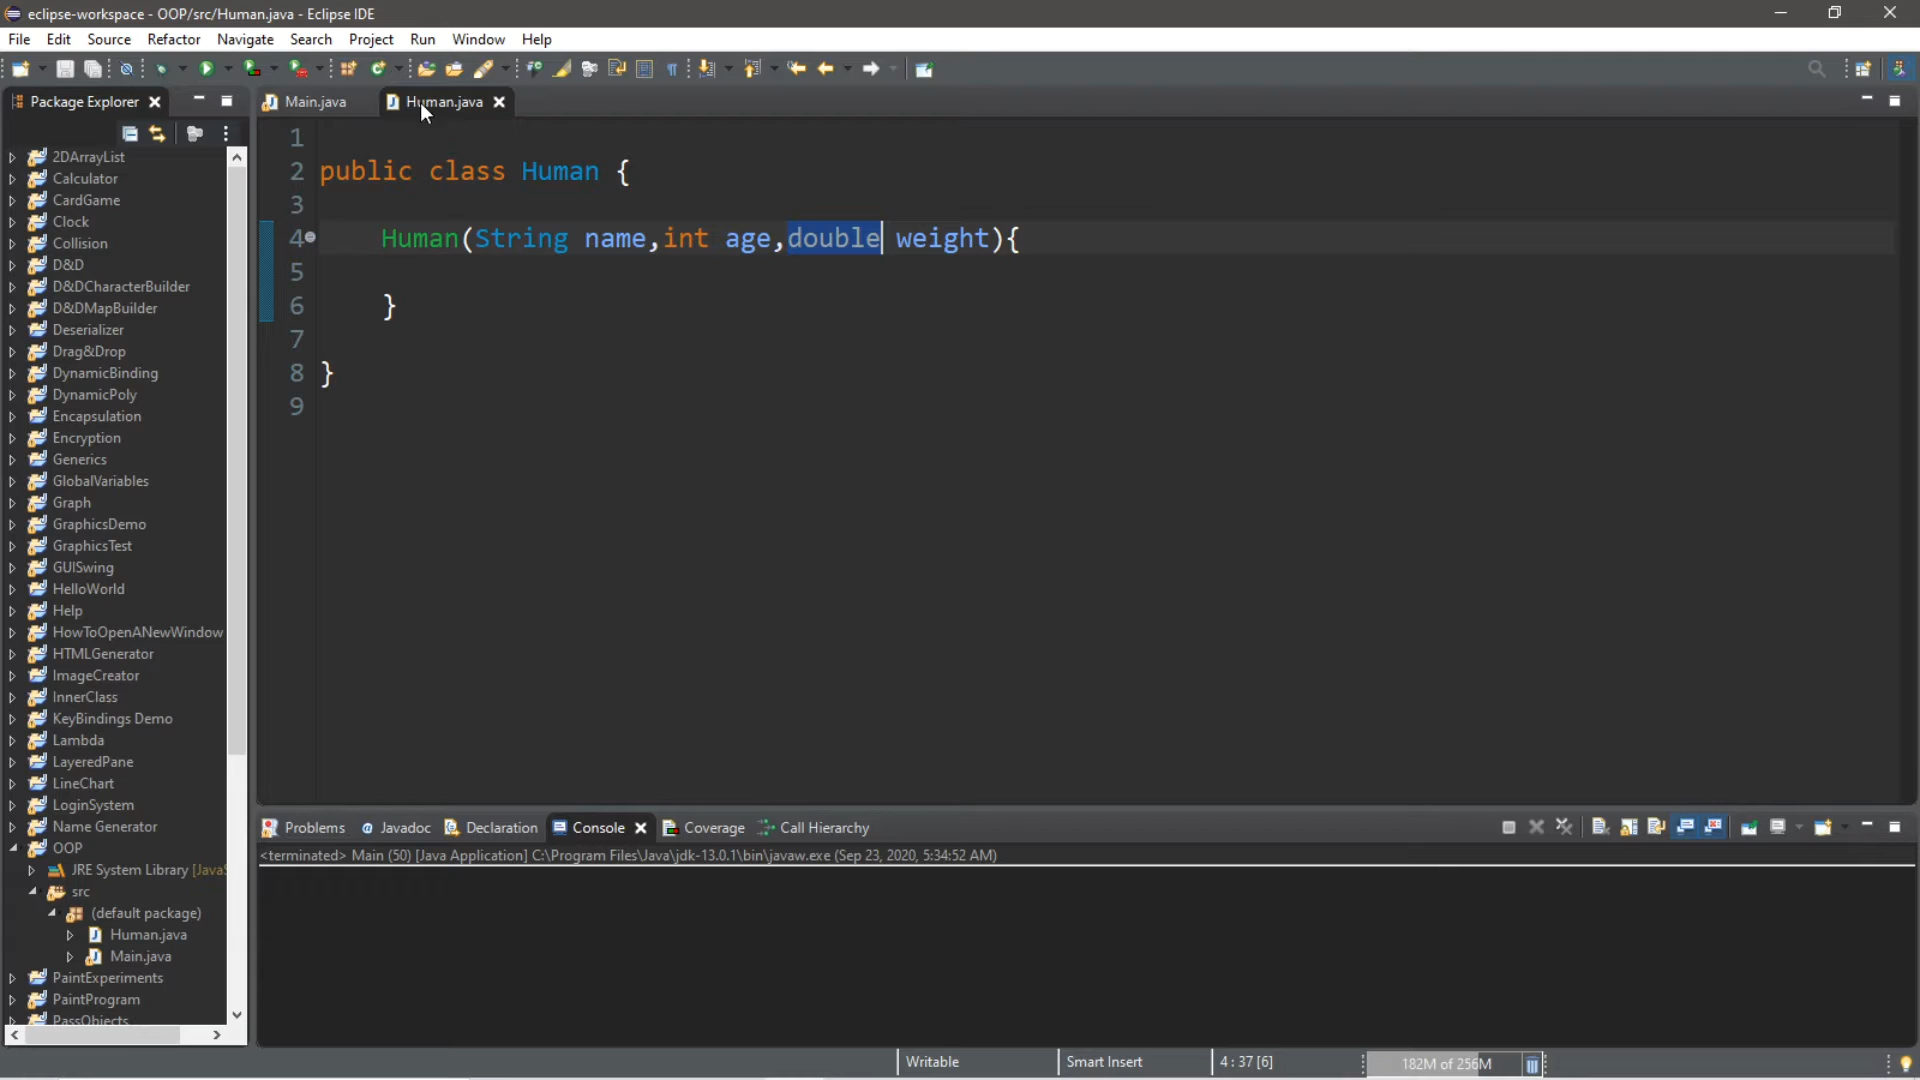 eclipse-workspace - OOP/src/Human.java - Eclipse IDE
File Edit Source Refactor Navigate Search Project Run Window Help
Package Explorer
Main.java
Human.java
2DArrayList
Calculator
CardGame
Clock
Collision
D&D
D&DCharacterBuilder
D&DMapBuilder
Deserializer
Drag&Drop
DynamicBinding
DynamicPoly
Encapsulation
Encryption
Generics
GlobalVariables
Graph
GraphicsDemo
GraphicsTest
GUISwing
HelloWorld
Help
HowToOpenANewWindow
HTMLGenerator
ImageCreator
InnerClass
KeyBindings Demo
Lambda
LayeredPane
LineChart
LoginSystem
Name Generator
OOP
JRE System Library [JavaS
src
(default package)
Human.java
Main.java
PaintExperiments
PaintProgram
PassObjects
1
2 public class Human {
3
4 Human(String name,int age,double weight){
5
6 }
7
8 }
9
Problems Javadoc Declaration Console Coverage Call Hierarchy
<terminated> Main (50) [Java Application] C:\Program Files\Java\jdk-13.0.1\bin\javaw.exe (Sep 23, 2020, 5:34:52 AM)
Writable Smart Insert 4 : 37 [6] 182M of 256M